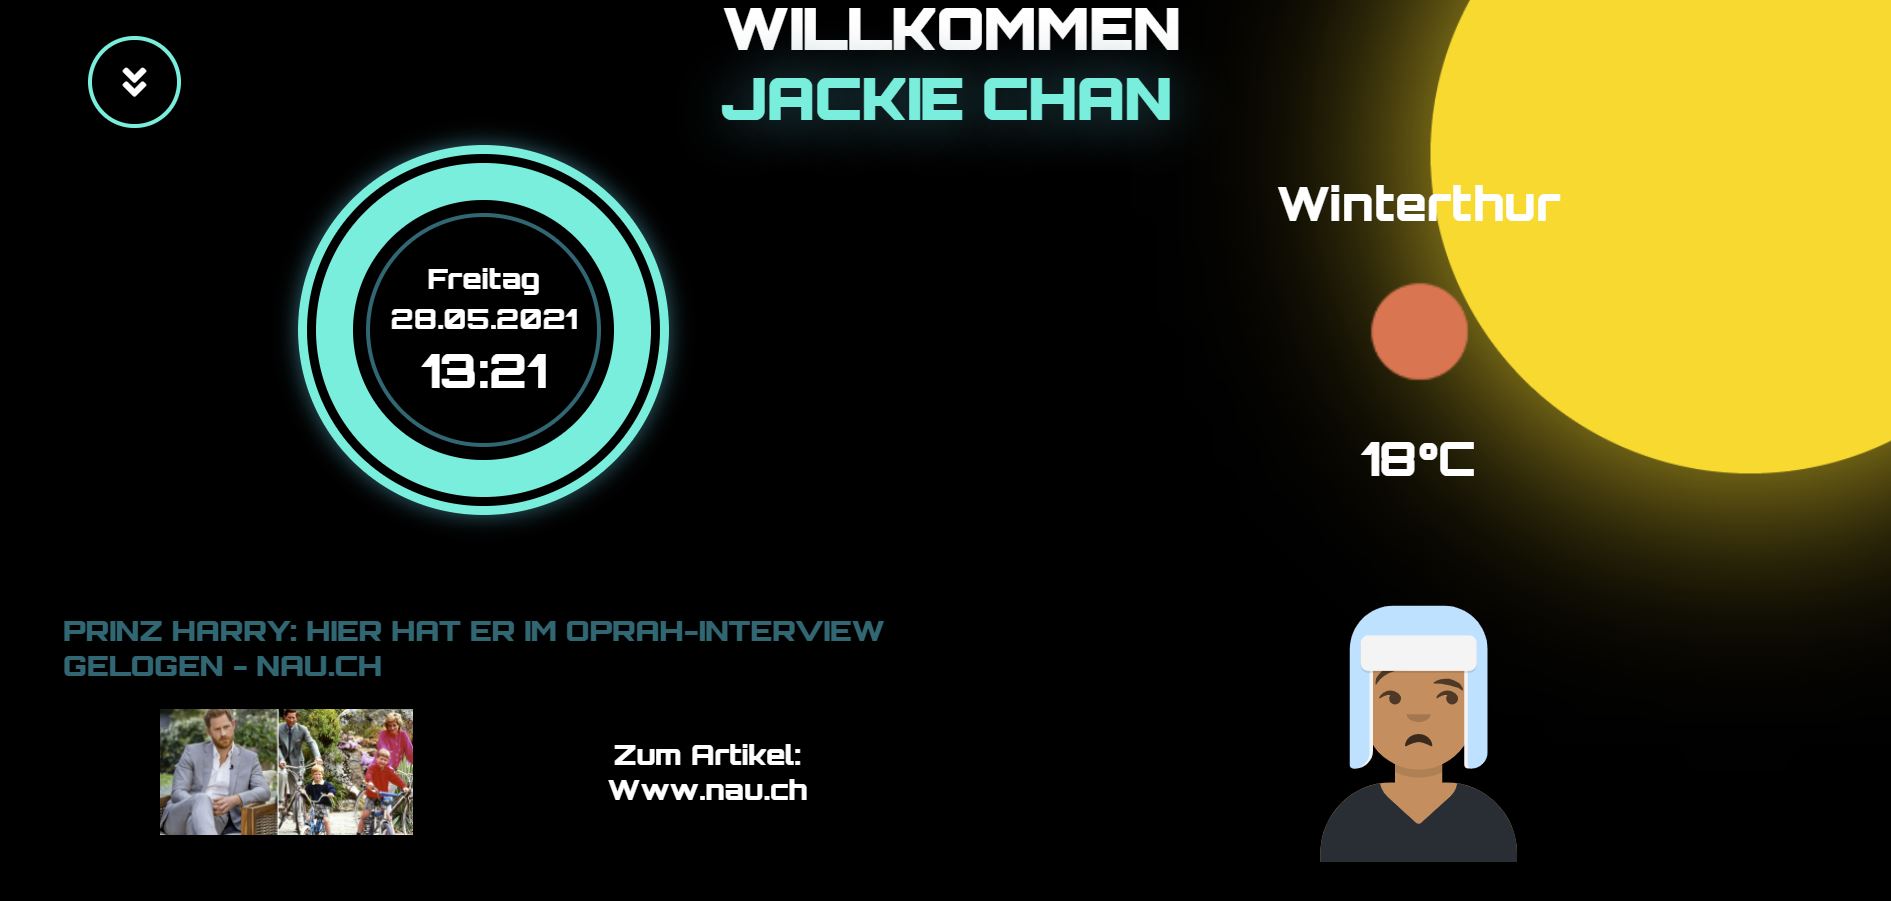 WILLKOMMEN
JACKIE CHAN
Freitag
28.05.2021
13:21
Winterthur
18°C
PRINZ HARRY: HIER HAT ER IM OPRAH-INTERVIEW
GELOGEN - NAU.CH
Zum Artikel:
Www.nau.ch